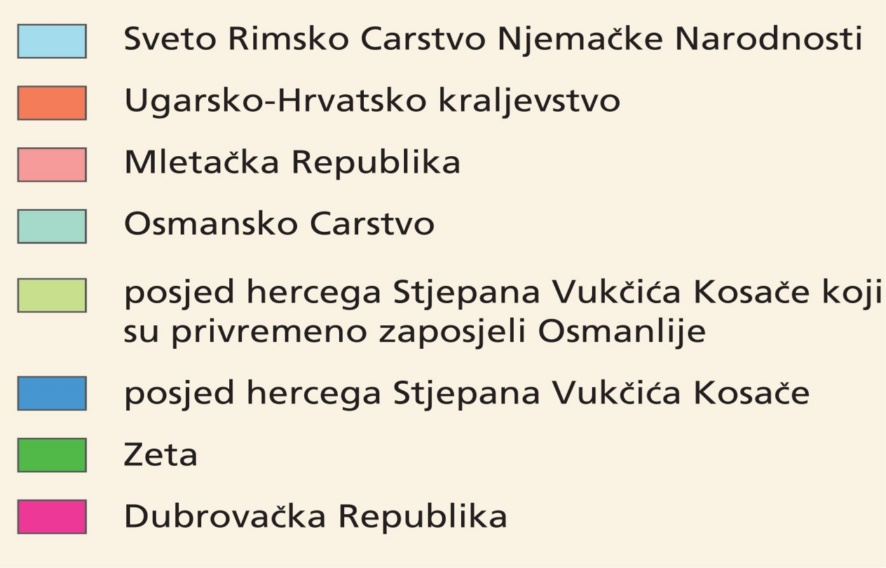 Sveto Rimsko Carstvo Njemačke Narodnosti
Ugarsko-Hrvatsko kraljevstvo
Mletačka Republika
Osmansko Carstvo
posjed hercega Stjepana Vukčića Kosače koji
su privremeno zaposjeli Osmanlije
posjed hercega Stjepana Vukčića Kosače
Zeta
Dubrovačka Republika